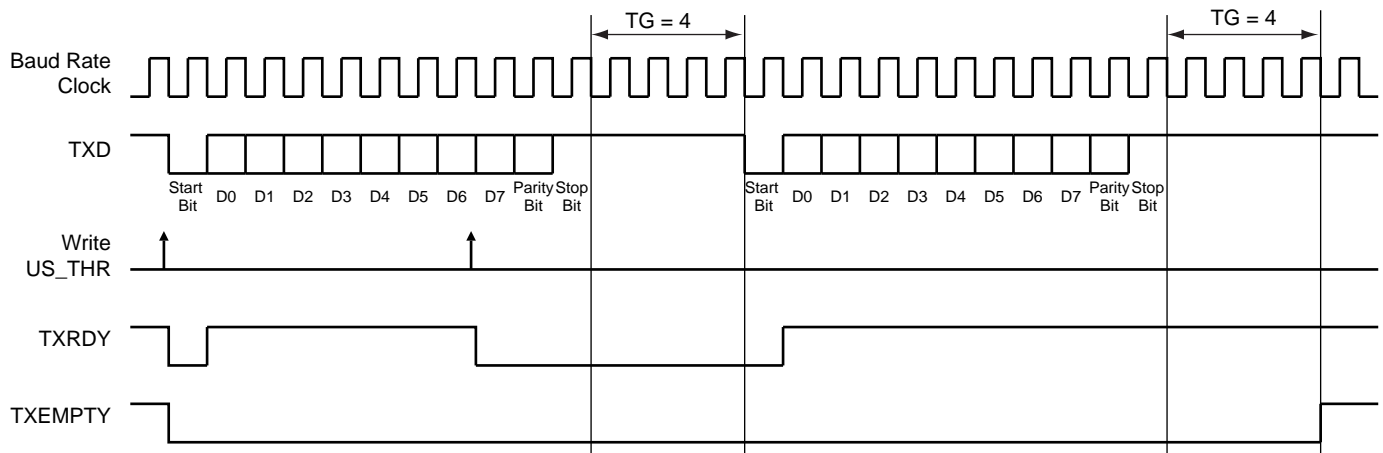 TG = 4
TG = 4
Baud Rate
Clock
TXD
Start
Bit
D0
D1
D2
D3
D4
D5
D6
D7
Parity
Bit
Stop
Bit
Start
Bit
D0
D1
D2
D3
D4
D5
D6
D7
Parity
Bit
Stop
Bit
Write
US_THR
TXRDY
TXEMPTY